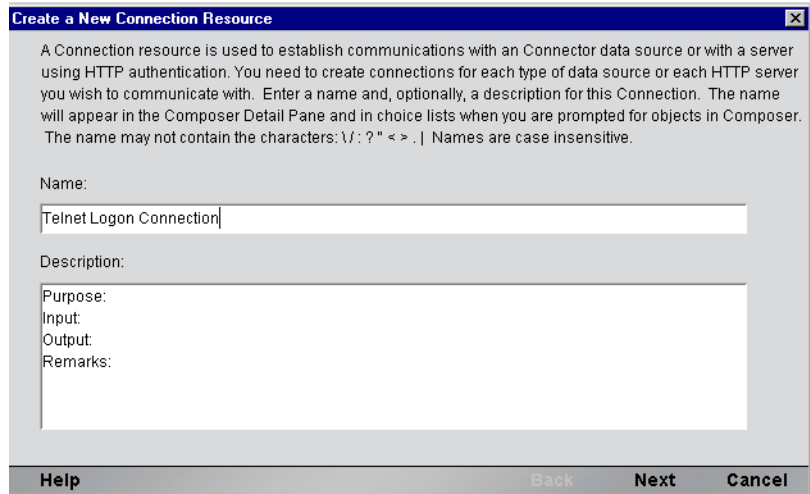 Create a New Connection Resource
A Connection resource is used to establish communications with an Connector data source or with a server
using HTTP authentication. You need to create connections for each type of data source or each HTTP server
you wish to communicate with. Enter a name and, optionally, a description for this Connection. The name
will appear in the Composer Detail Pane and in choice lists when you are prompted for objects in Composer.
The name may not contain the characters: \ / : ? " < > . | Names are case insensitive.
Name:
Telnet Logon Connection
Description:
Purpose:
Input:
Output:
Remarks:
Help Back Next Cancel